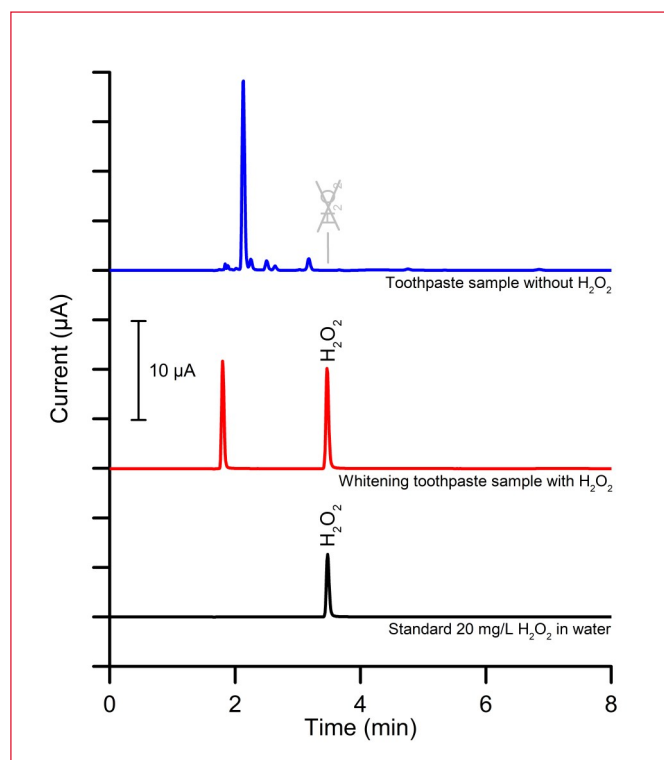 H₂O₂
Toothpaste sample without H₂O₂
Current (µA)
10 µA
H₂O₂
Whitening toothpaste sample with H₂O₂
H₂O₂
Standard 20 mg/L H₂O₂ in water
0 2 4 6 8
Time (min)